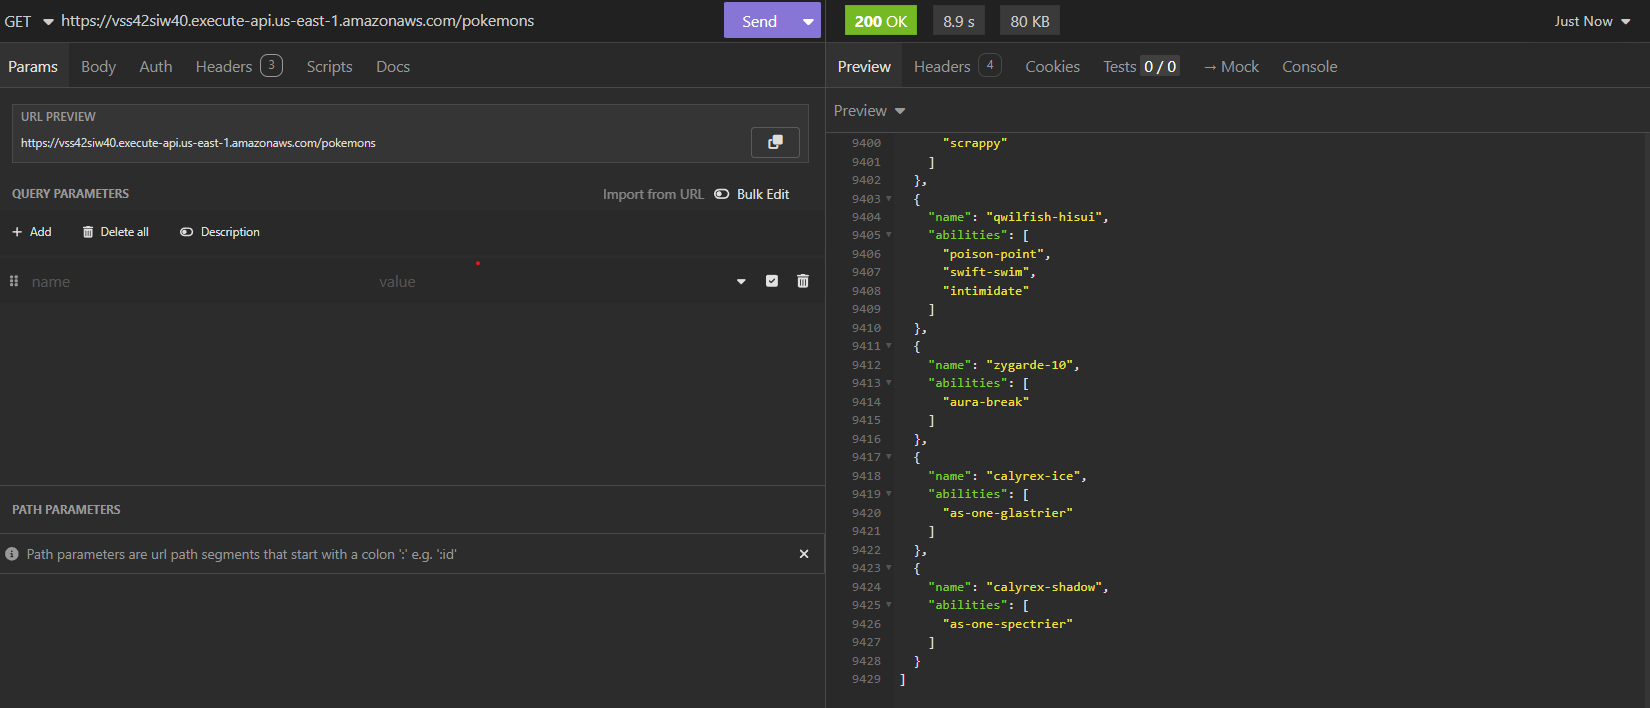 GET https://vss42siw40.execute-api.us-east-1.amazonaws.com/pokemons Send
Params Body Auth Headers 3 Scripts Docs
URL PREVIEW
https://vss42siw40.execute-api.us-east-1.amazonaws.com/pokemons
QUERY PARAMETERS Import from URL Bulk Edit
+ Add Delete all Description
name value
PATH PARAMETERS
Path parameters are url path segments that start with a colon ':' e.g. ':id'
200 OK 8.9 s 80 KB Just Now
Preview Headers 4 Cookies Tests 0 / 0 → Mock Console
Preview
9400 "scrappy"
9401 ]
9402 },
9403 {
9404 "name": "qwilfish-hisui",
9405 "abilities": [
9406 "poison-point",
9407 "swift-swim",
9408 "intimidate"
9409 ]
9410 },
9411 {
9412 "name": "zygarde-10",
9413 "abilities": [
9414 "aura-break"
9415 ]
9416 },
9417 {
9418 "name": "calyrex-ice",
9419 "abilities": [
9420 "as-one-glastrier"
9421 ]
9422 },
9423 {
9424 "name": "calyrex-shadow",
9425 "abilities": [
9426 "as-one-spectrier"
9427 ]
9428 }
9429 ]